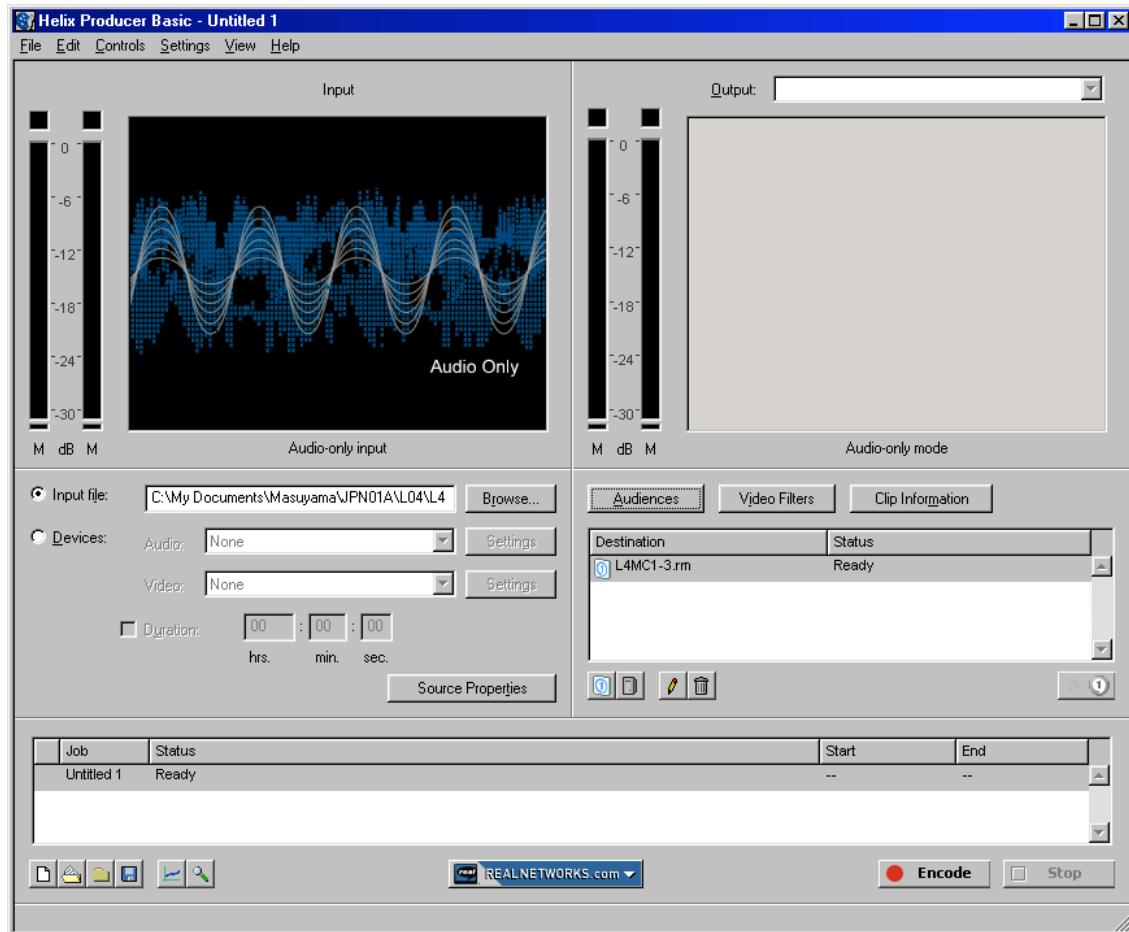 Helix Producer Basic - Untitled 1
File Edit Controls Settings View Help
Input
Output:
0
-6
-12
-18
-24
-30
M dB M
Audio Only
Audio-only input
0
-6
-12
-18
-24
-30
M dB M
Audio-only mode
Input file: C:\My Documents\Masuyama\JPN01A\L04\L4 Browse...
Devices: Audio: None Settings
Video: None Settings
Duration: 00 : 00 : 00
hrs. min. sec.
Source Properties
Audiences Video Filters Clip Information
Destination Status
L4MC1-3.rm Ready
1
Job Status Start End
Untitled 1 Ready -- --
real REALNETWORKS.com
Encode Stop